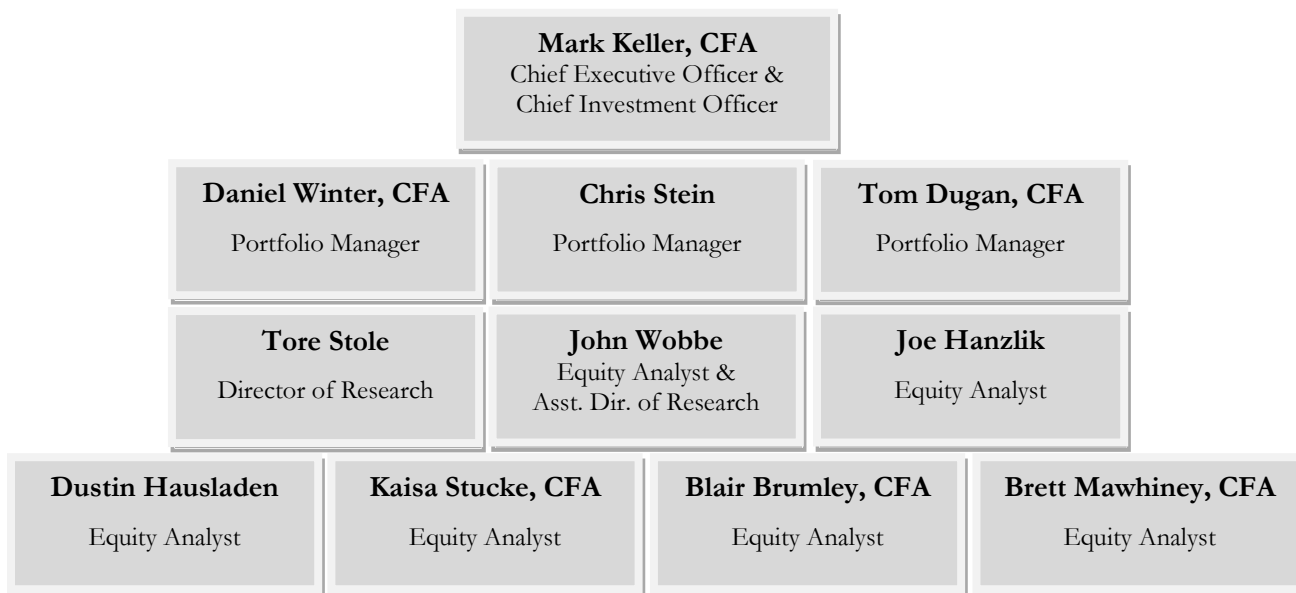 Mark Keller, CFA
Chief Executive Officer &
Chief Investment Officer
Daniel Winter, CFA
Portfolio Manager
Chris Stein
Portfolio Manager
Tom Dugan, CFA
Portfolio Manager
Tore Stole
Director of Research
John Wobbe
Equity Analyst &
Asst. Dir. of Research
Joe Hanzlik
Equity Analyst
Dustin Hausladen
Equity Analyst
Kaisa Stucke, CFA
Equity Analyst
Blair Brumley, CFA
Equity Analyst
Brett Mawhiney, CFA
Equity Analyst